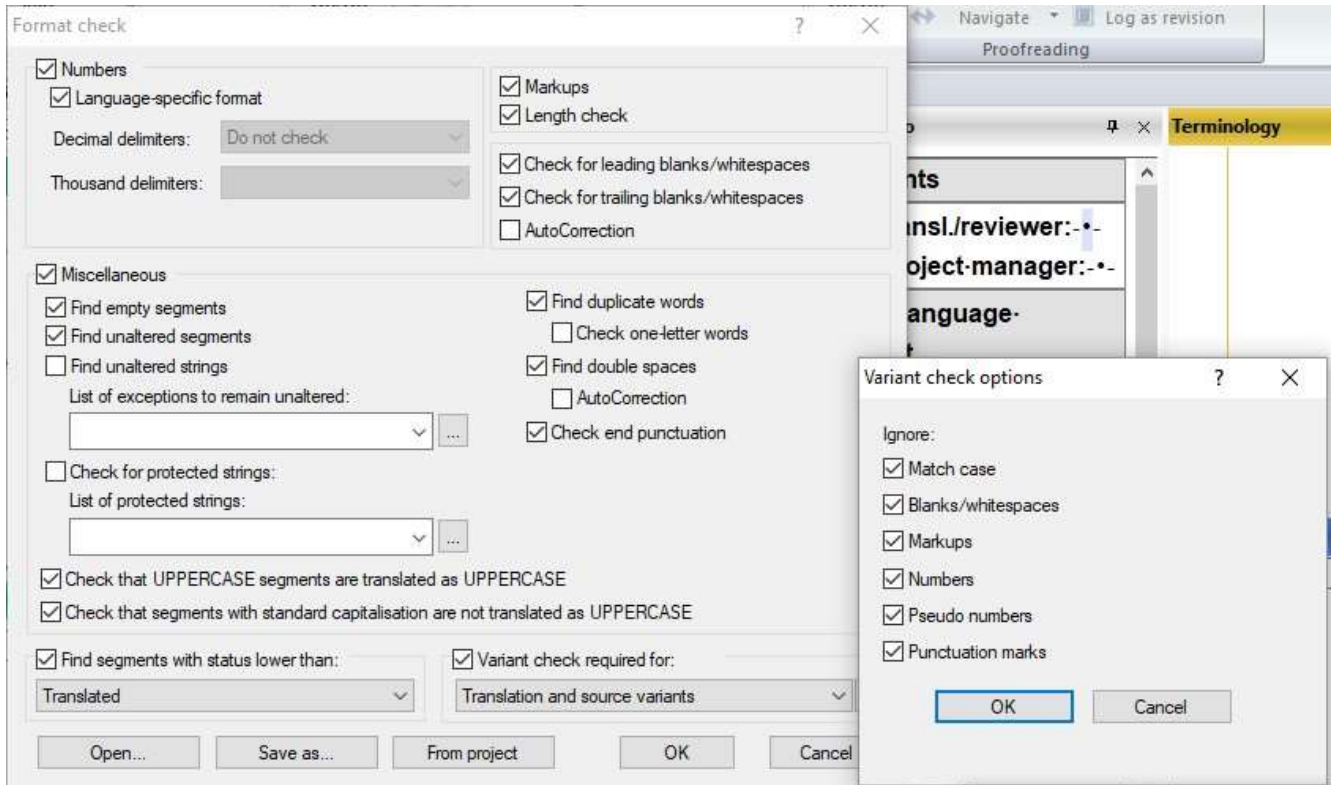 Format check
? ×
Numbers
Language-specific format
Decimal delimiters: Do not check
Thousand delimiters:
Markups
Length check
Check for leading blanks/whitespaces
Check for trailing blanks/whitespaces
AutoCorrection
Miscellaneous
Find empty segments
Find unaltered segments
Find unaltered strings
List of exceptions to remain unaltered:
...
Check for protected strings:
List of protected strings:
...
Find duplicate words
Check one-letter words
Find double spaces
AutoCorrection
Check end punctuation
Check that UPPERCASE segments are translated as UPPERCASE
Check that segments with standard capitalisation are not translated as UPPERCASE
Find segments with status lower than:
Translated
Variant check required for:
Translation and source variants
Open... Save as... From project OK Cancel
Navigate Log as revision
Proofreading
Terminology
nts
ansl./reviewer:-•-
oject·manager:-•-
anguage·
Variant check options
? ×
Ignore:
Match case
Blanks/whitespaces
Markups
Numbers
Pseudo numbers
Punctuation marks
OK Cancel